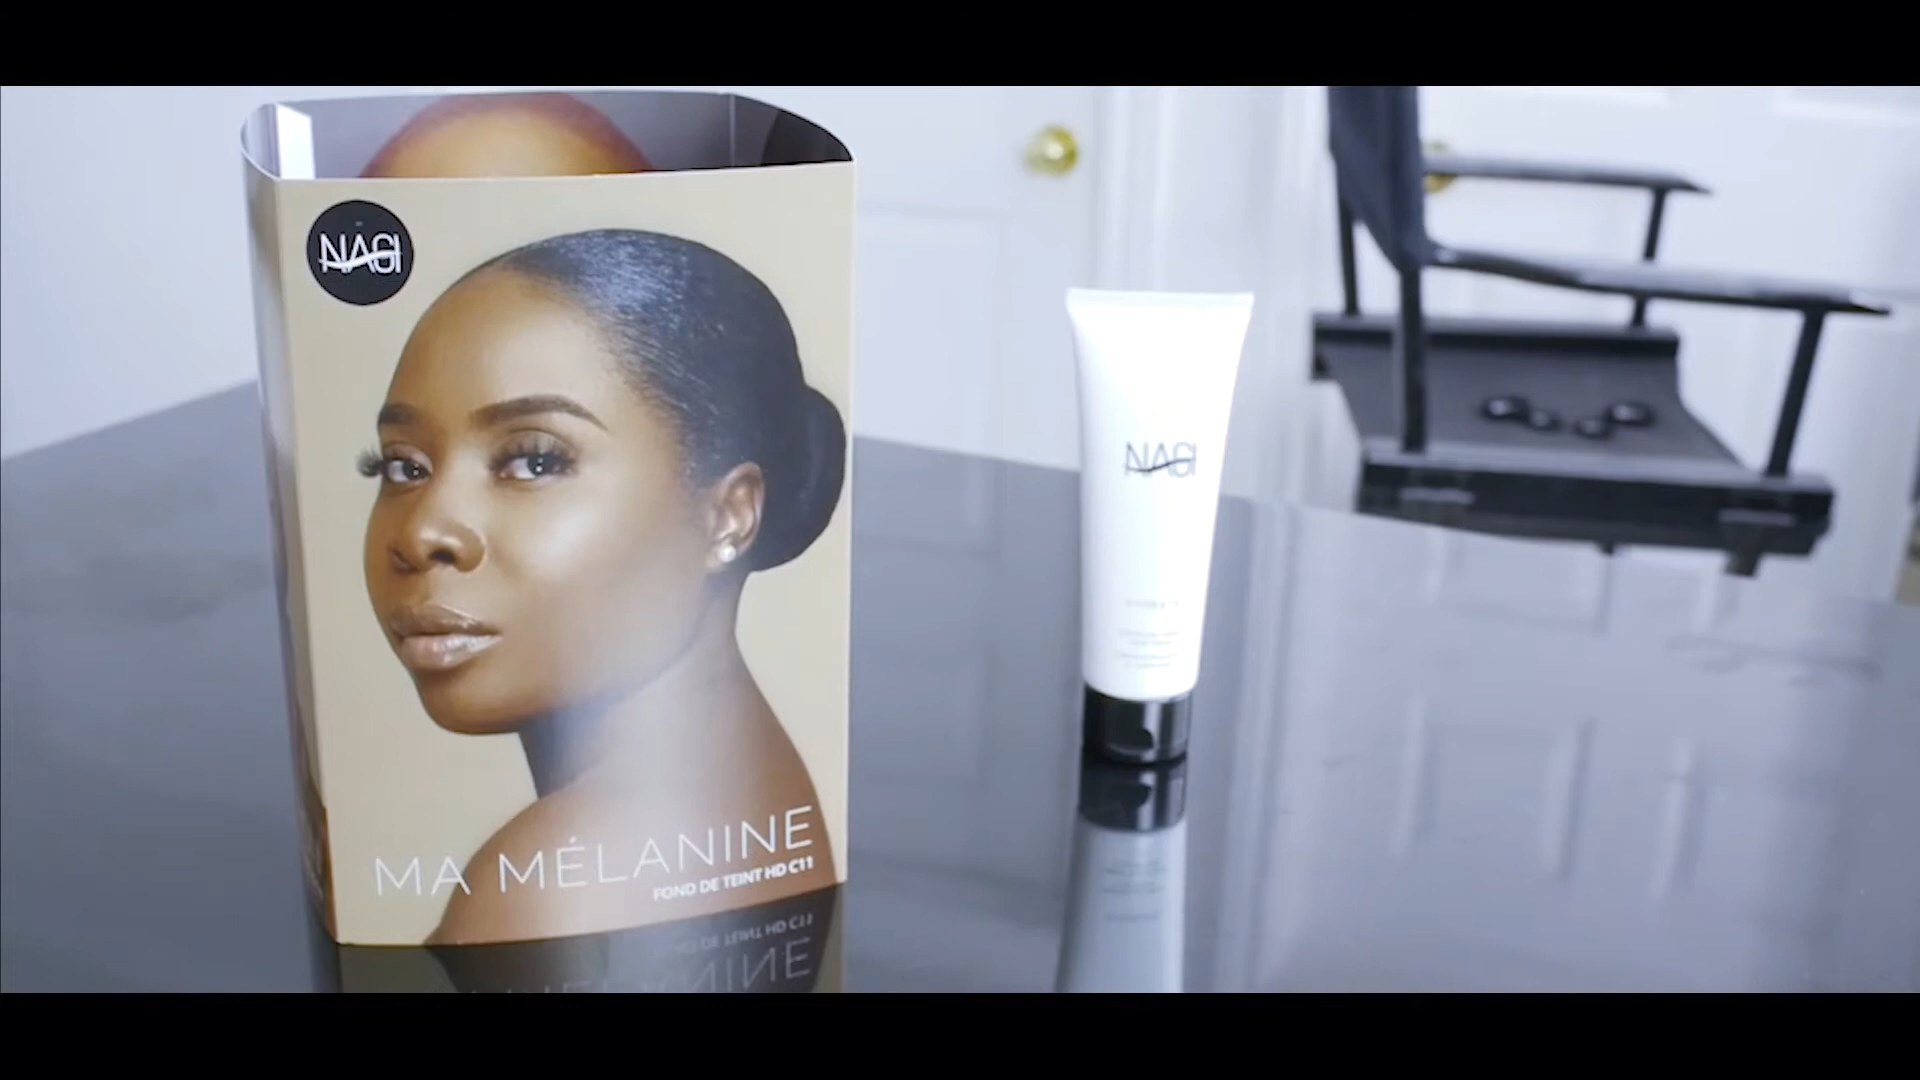 NAGI
MA MÉLANINE
FOND DE TEINT HD C11
NAGI